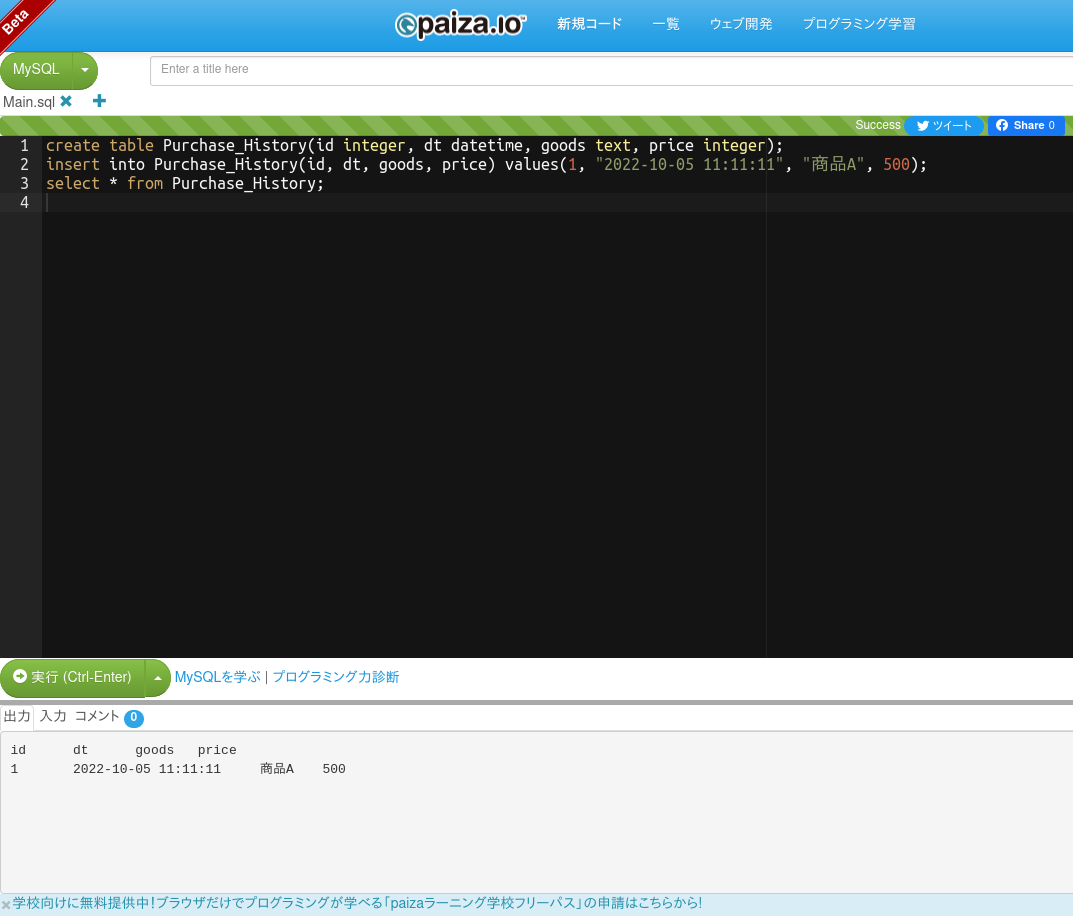 Beta
paiza.io 新規コード 一覧 ウェブ開発 プログラミング学習
MySQL Enter a title here
Main.sql
Success ツイート Share 0
1 create table Purchase_History(id integer, dt datetime, goods text, price integer);
2 insert into Purchase_History(id, dt, goods, price) values(1, "2022-10-05 11:11:11", "商品A", 500);
3 select * from Purchase_History;
4
実行 (Ctrl-Enter) MySQLを学ぶ | プログラミング力診断
出力 入力 コメント 0
id dt goods price
1 2022-10-05 11:11:11 商品A 500
学校向けに無料提供中！ブラウザだけでプログラミングが学べる「paizaラーニング学校フリーパス」の申請はこちらから!